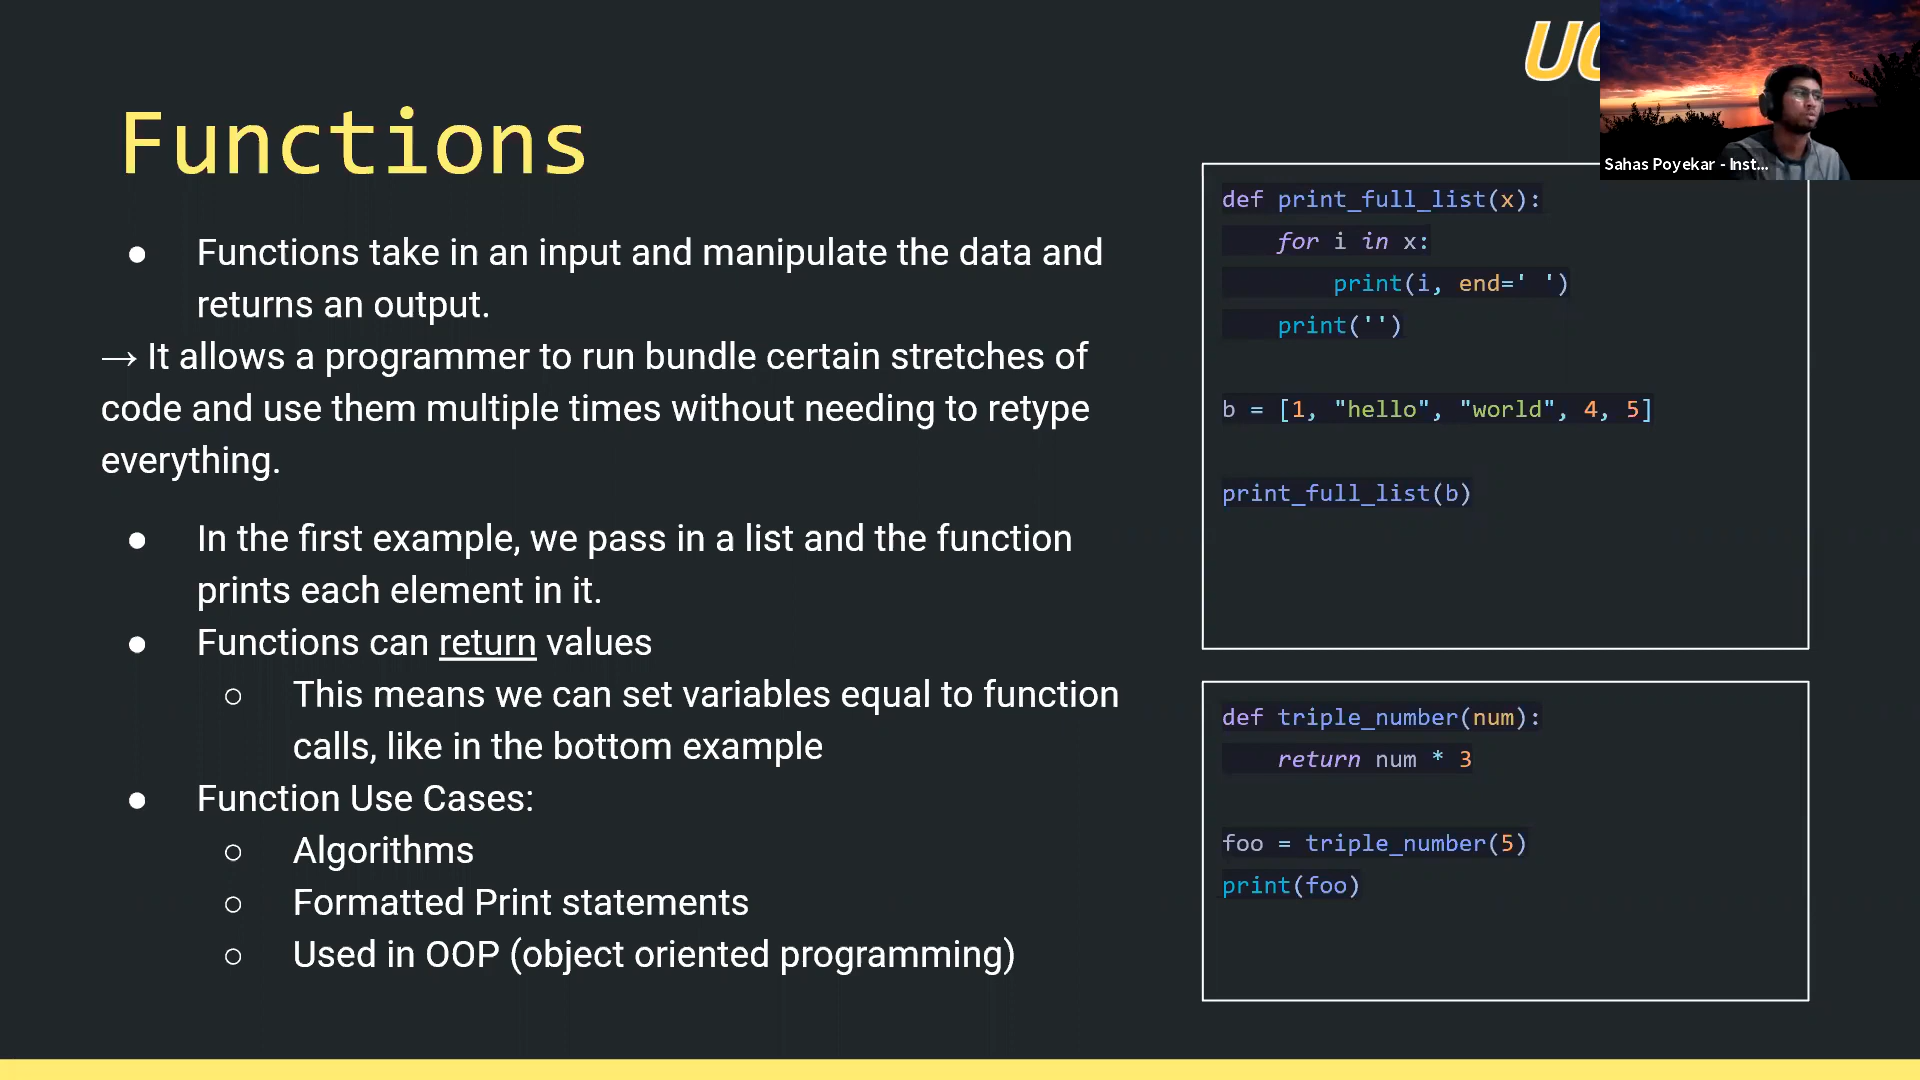 UC
Functions
● Functions take in an input and manipulate the data and
returns an output.
→ It allows a programmer to run bundle certain stretches of
code and use them multiple times without needing to retype
everything.
● In the first example, we pass in a list and the function
prints each element in it.
● Functions can return values
○ This means we can set variables equal to function
calls, like in the bottom example
● Function Use Cases:
○ Algorithms
○ Formatted Print statements
○ Used in OOP (object oriented programming)
Sahas Poyekar - Inst...
def print_full_list(x):
    for i in x:
        print(i, end=' ')
    print('')
b = [1, "hello", "world", 4, 5]
print_full_list(b)
def triple_number(num):
    return num * 3
foo = triple_number(5)
print(foo)